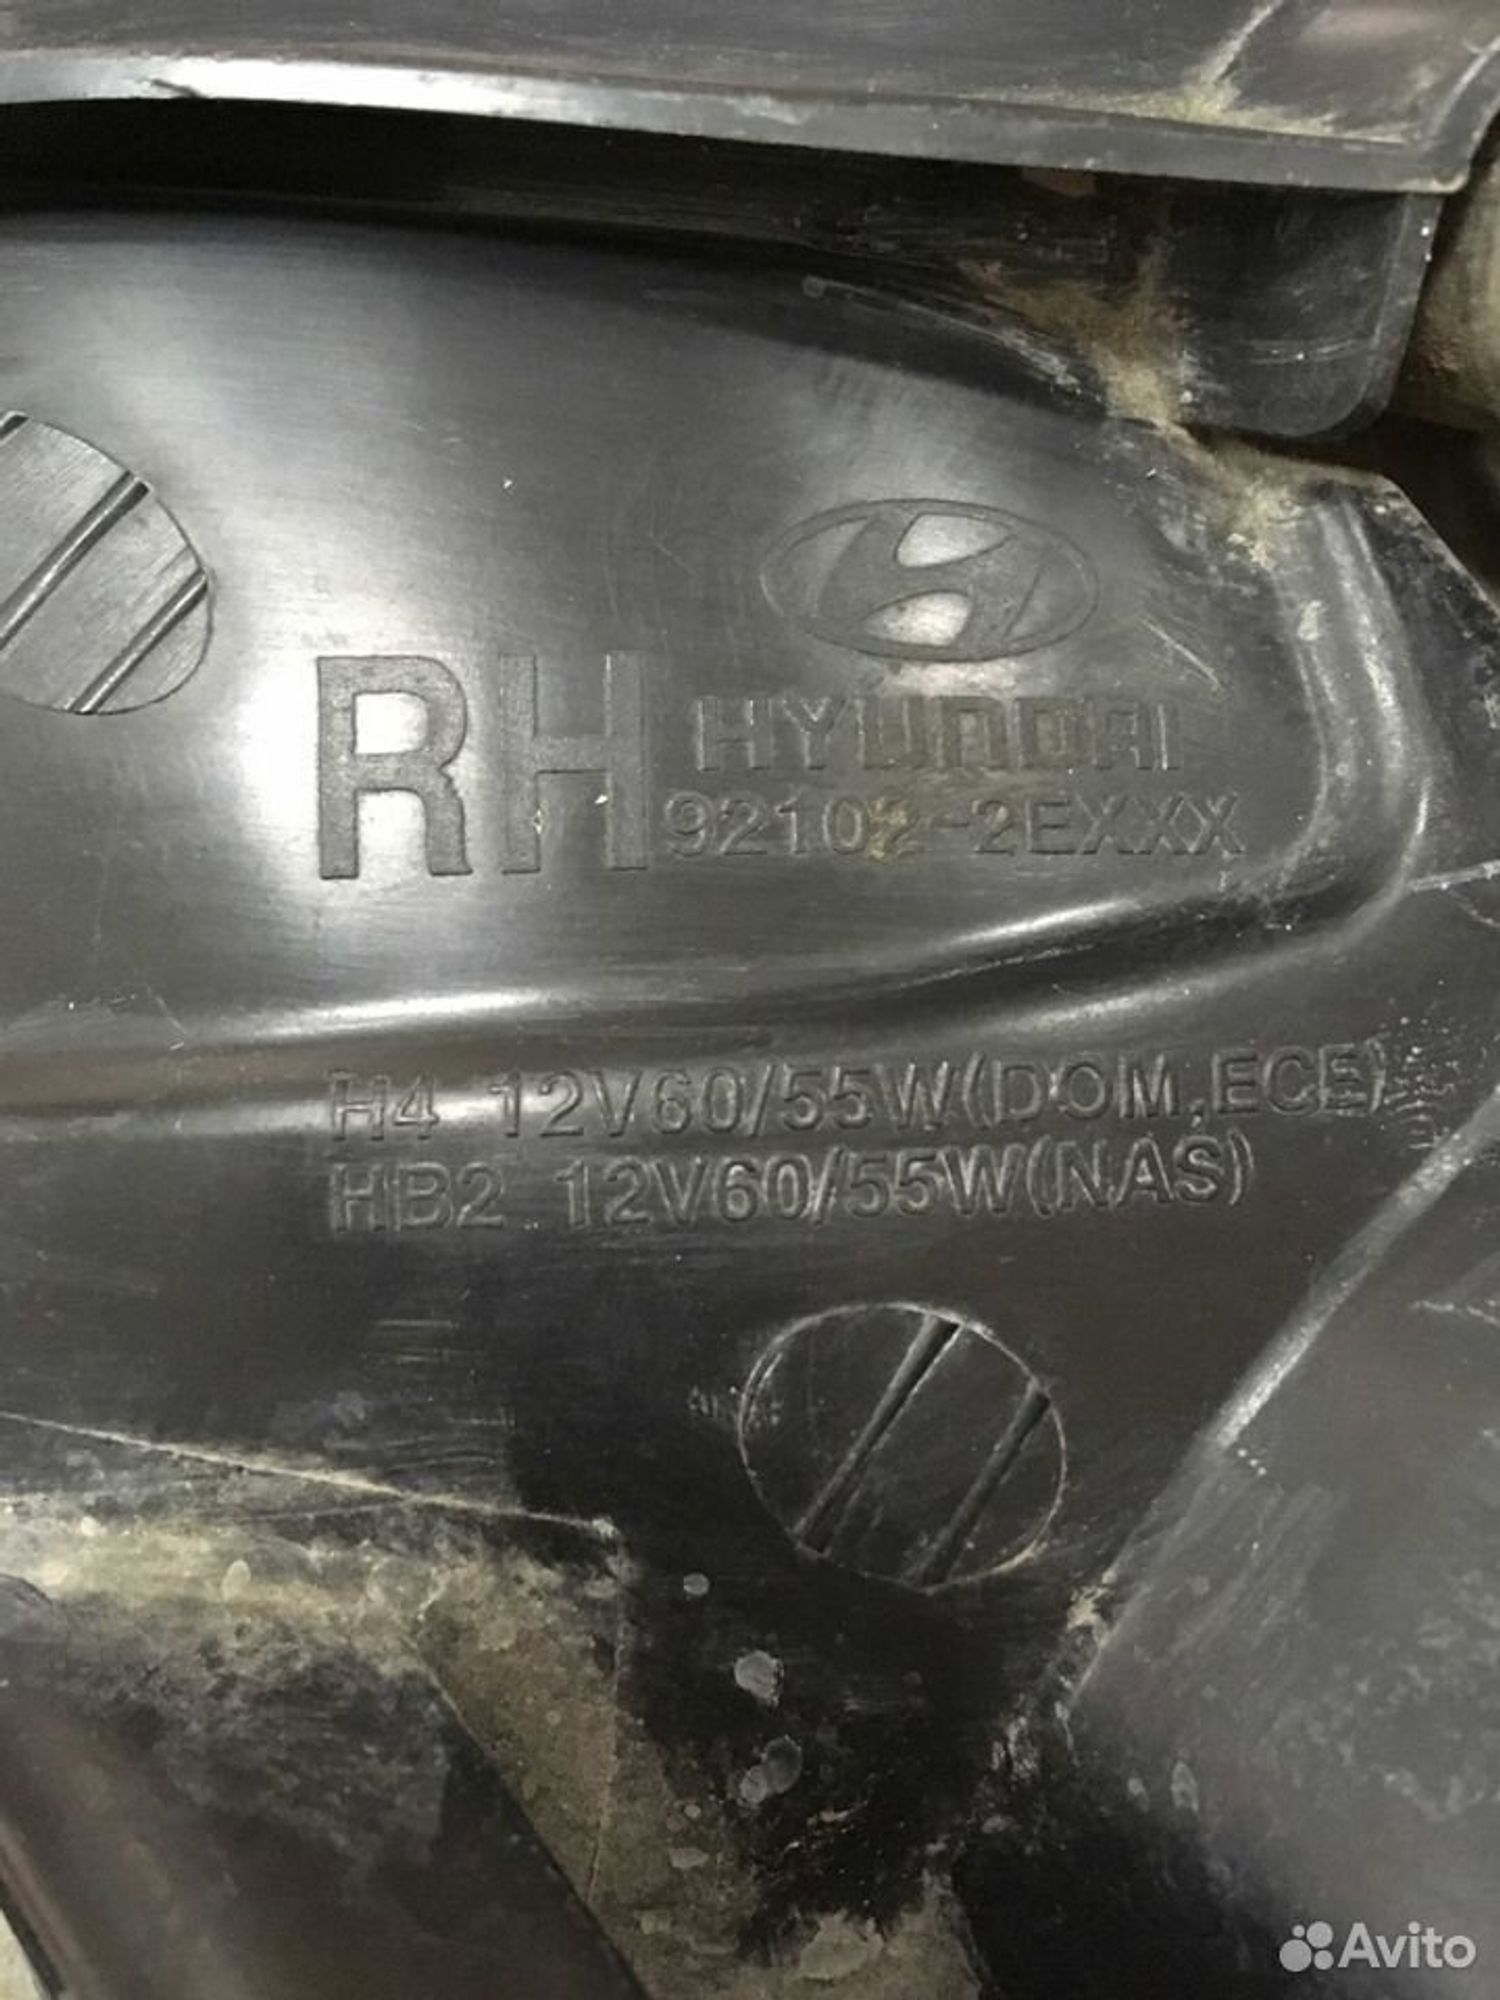 RH HYUNDAI
92102-2EXXX
H4 12V60/55W(DOM,ECE)
HB2 12V60/55W(NAS)
Avito